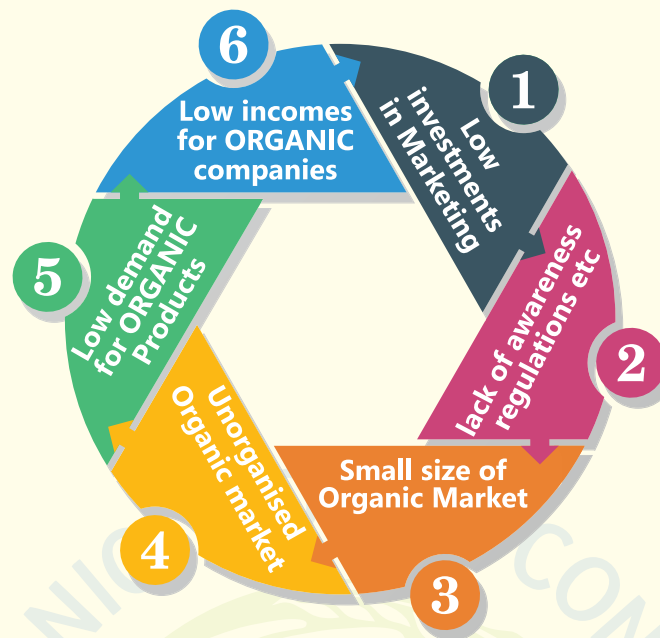 1
Low
investments
in Marketing
2
lack of awareness
regulations etc
3
Small size of
Organic Market
4
Unorganised
Organic market
5
Low demand
for ORGANIC
Products
6
Low incomes
for ORGANIC
companies